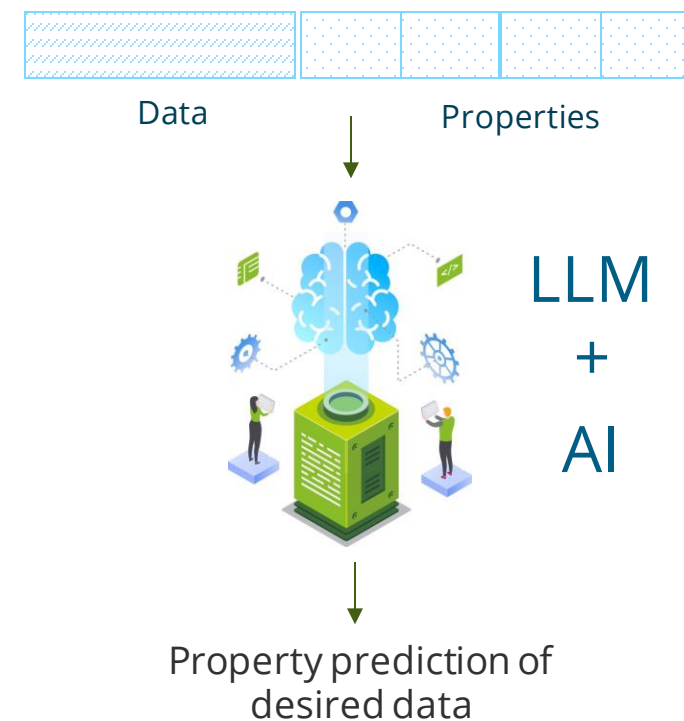 Data
Properties
</>
LLM
+
AI
Property prediction of
desired data